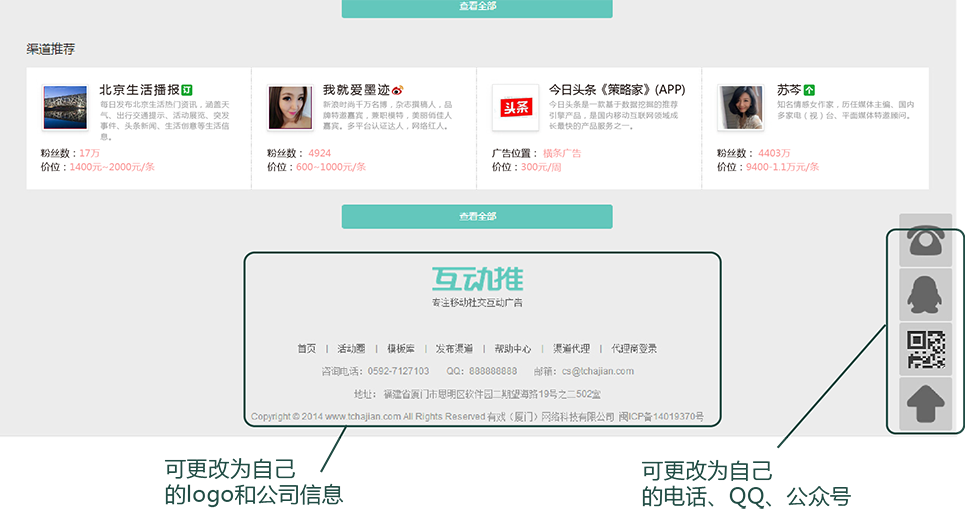 查看全部
渠道推荐
北京生活播报 订
每日发布北京生活热门资讯，涵盖天
气、出行交通提示、活动展览、突发
事件、头条新闻、生活信息等生活信
息。
粉丝数：17万
价位：1400元~2000元/条
我就爱墨迹
新浪时尚千万名博，杂志撰稿人，品
牌特邀嘉宾，兼职模特，美丽俏佳人
嘉宾。多平台认证达人，网络红人。
粉丝数： 4924
价位：600~1000元/条
头条
今日头条《策略家》(APP)
今日头条是一款基于数据挖掘的推荐
引擎产品，是国内移动互联网领域成
长最快的产品服务之一。
广告位置： 横条广告
价位：300元/周
苏芩
知名情感女作家，历任媒体主编、国内
多家电（视）台、平面媒体特邀顾问。
粉丝数： 4403万
价位：9400-1.1万元/条
查看全部
互动推
专注移动社交互动广告
首页 | 活动圈 | 模板库 | 发布渠道 | 帮助中心 | 渠道代理 | 代理商登录
咨询电话：0592-7127103 QQ：888888888 邮箱：cs@tchajian.com
地址： 福建省厦门市思明区软件园二期望海路19号之二502室
Copyright © 2014 www.tchajian.com All Rights Reserved 有戏（厦门）网络科技有限公司 闽ICP备14019370号
可更改为自己
的logo和公司信息
可更改为自己
的电话、QQ、公众号